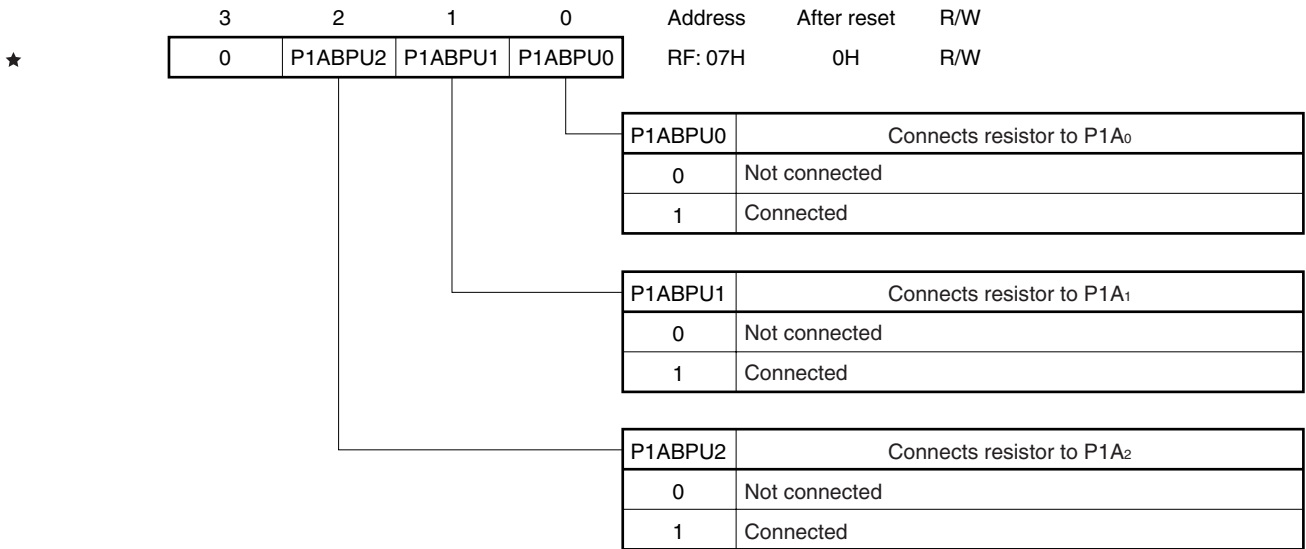 3 2 1 0 Address After reset R/W
★ 0 P1ABPU2 P1ABPU1 P1ABPU0 RF: 07H 0H R/W
P1ABPU0 Connects resistor to P1A₀
0 Not connected
1 Connected
P1ABPU1 Connects resistor to P1A₁
0 Not connected
1 Connected
P1ABPU2 Connects resistor to P1A₂
0 Not connected
1 Connected